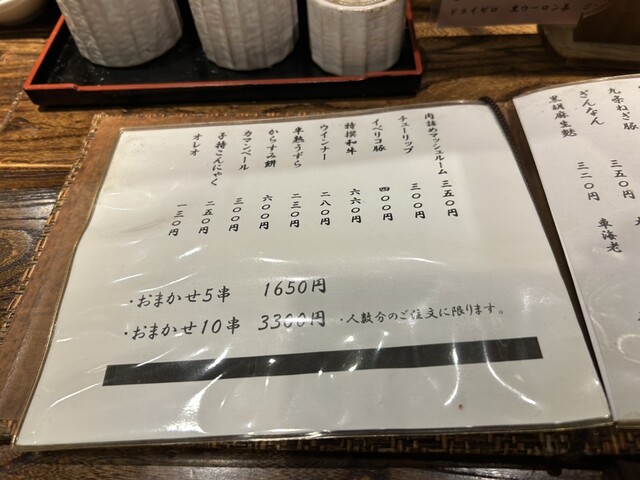 ドライゼロ 黒ウーロン茶
九条ねぎ豚
ぎんなん 三二〇円
黒胡麻生麩 三五〇円
車海老
肉詰めマッシュルーム 三五〇円
チューリップ 三〇〇円
イベリコ豚 四〇〇円
特撰和牛 六六〇円
ウインナー 二八〇円
半熟うずら 二三〇円
からすみ餅 六〇〇円
カマンベール 三〇〇円
子持こんにゃく 二五〇円
オレオ 一三〇円
・おまかせ5串 1650円
・おまかせ10串 3300円 ・人数分のご注文に限ります。